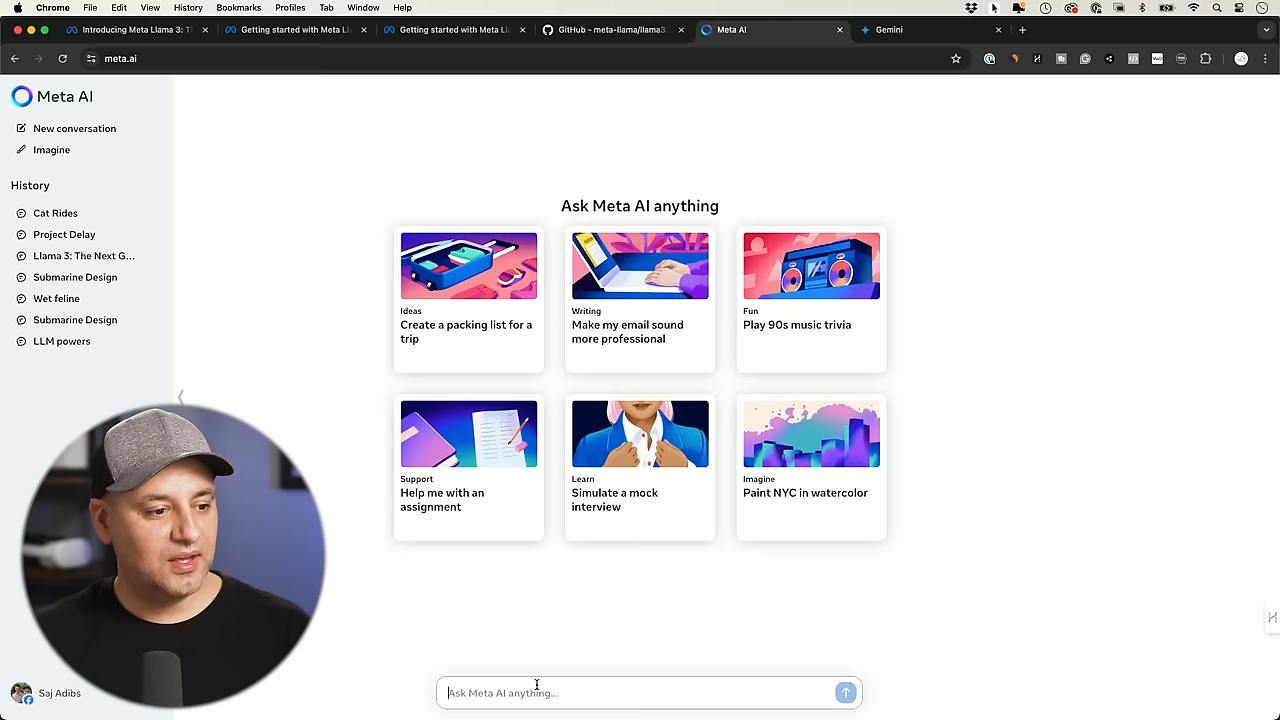 Chrome File Edit View History Bookmarks Profiles Tab Window Help
Introducing Meta Llama 3: T
Getting started with Meta Ll
Getting started with Meta Ll
GitHub - meta-llama/llama3:
Meta AI
Gemini
meta.ai
Meta AI
New conversation
Imagine
History
Cat Rides
Project Delay
Llama 3: The Next G...
Submarine Design
Wet feline
Submarine Design
LLM powers
Saj Adibs
Ask Meta AI anything
Ideas
Create a packing list for a
trip
Writing
Make my email sound
more professional
Fun
Play 90s music trivia
Support
Help me with an
assignment
Learn
Simulate a mock
interview
Imagine
Paint NYC in watercolor
Ask Meta AI anything...